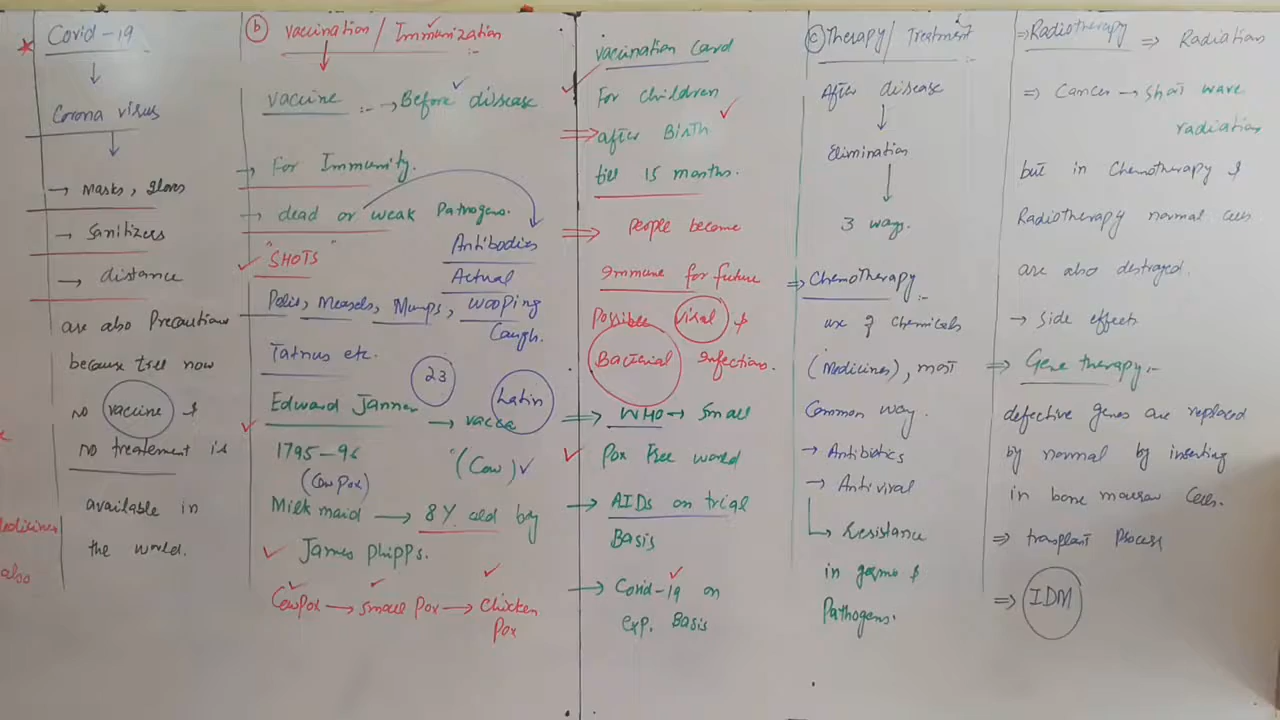 Covid-19
Corona virus
→ Masks, gloves
→ Sanitizers
→ distance
are also Precaution
because till now
no vaccine &
no treatement is
available in
the world.
Medicines
also
(b) vaccination / Immunization :-
vaccine :- → Before disease
→ For Immunity.
→ dead or weak Pathogens.
Antibodies
"SHOTS"
Actual
Polio, Measels, Mumps, wooping
Caugh.
Tatnus etc.
23
Latin
Edward Janner → vacca
1795-96
"(Cow)
(Cowpox)
Milk maid → 8 Y. old boy
James phipps.
Cowpox → small pox → chicken
pox
vaccination Card
For children
⇒ after Birth
till 15 months.
⇒ people become
immune for future
possible viral &
Bacterial infections.
⇒ WHO → Small
Pox Free world
→ AIDs on trial
Basis
→ Covid-19 on
exp. Basis
(c) Therapy / Treatment :-
After disease
Elimination
3 ways.
⇒ Chemotherapy :-
use of chemicals
(Medicines), most
Common way.
→ Antibiotics
→ Antiviral
Resistance
in germs &
Pathogens.
⇒ Radiotherapy ⇒ Radiation
⇒ Cancer → short wave
radiation
but in Chemotherapy &
Radiotherapy normal cells
are also destroyed.
→ Side effects
⇒ Gene therapy :-
defective genes are replaced
by normal by inserting
in bone marrow cells.
⇒ transplant process
⇒ IDM